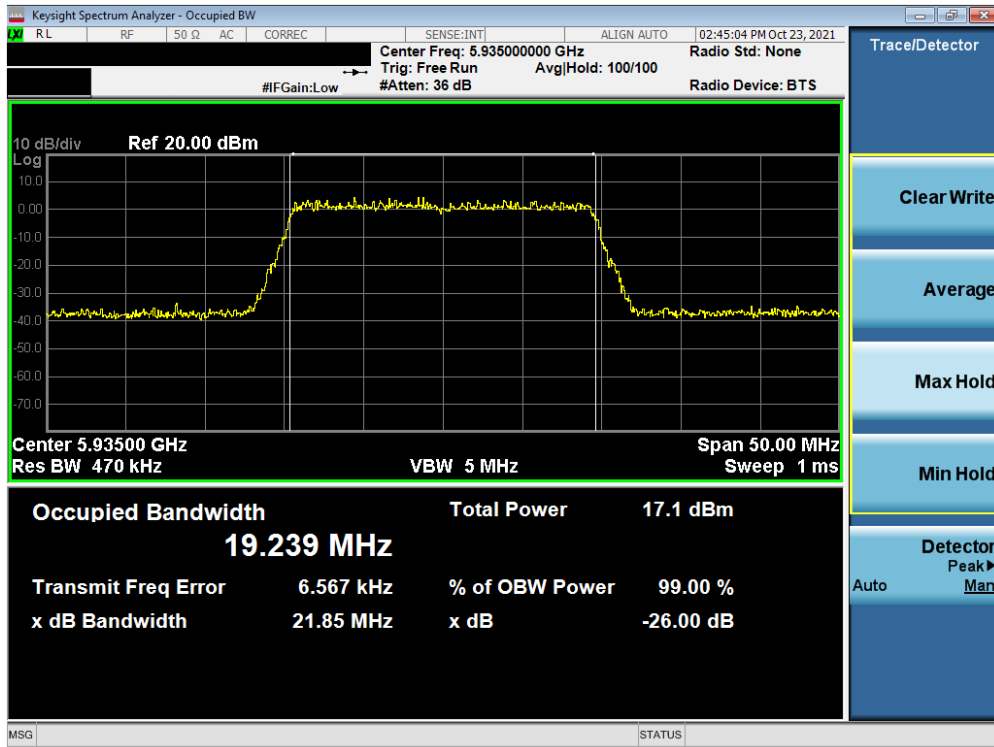 Keysight Spectrum Analyzer - Occupied BW
LXI RL RF 50 Ω AC CORREC SENSE:INT ALIGN AUTO 02:45:04 PM Oct 23, 2021
Center Freq: 5.935000000 GHz Radio Std: None
Trig: Free Run Avg|Hold: 100/100
#IFGain:Low #Atten: 36 dB Radio Device: BTS
Trace/Detector
10 dB/div Ref 20.00 dBm
Log
10.0
0.00
-10.0
-20.0
-30.0
-40.0
-50.0
-60.0
-70.0
Center 5.93500 GHz Span 50.00 MHz
Res BW 470 kHz VBW 5 MHz Sweep 1 ms
Occupied Bandwidth Total Power 17.1 dBm
19.239 MHz
Transmit Freq Error 6.567 kHz % of OBW Power 99.00 %
x dB Bandwidth 21.85 MHz x dB -26.00 dB
Clear Write
Average
Max Hold
Min Hold
Detector
Peak▶
Auto Man
MSG STATUS